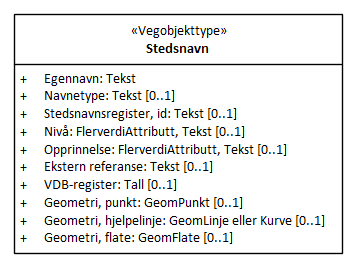 «Vegobjekttype»
Stedsnavn
+ Egennavn: Tekst
+ Navnetype: Tekst [0..1]
+ Stedsnavnsregister, id: Tekst [0..1]
+ Nivå: FlerverdiAttributt, Tekst [0..1]
+ Opprinnelse: FlerverdiAttributt, Tekst [0..1]
+ Ekstern referanse: Tekst [0..1]
+ VDB-register: Tall [0..1]
+ Geometri, punkt: GeomPunkt [0..1]
+ Geometri, hjelpelinje: GeomLinje eller Kurve [0..1]
+ Geometri, flate: GeomFlate [0..1]